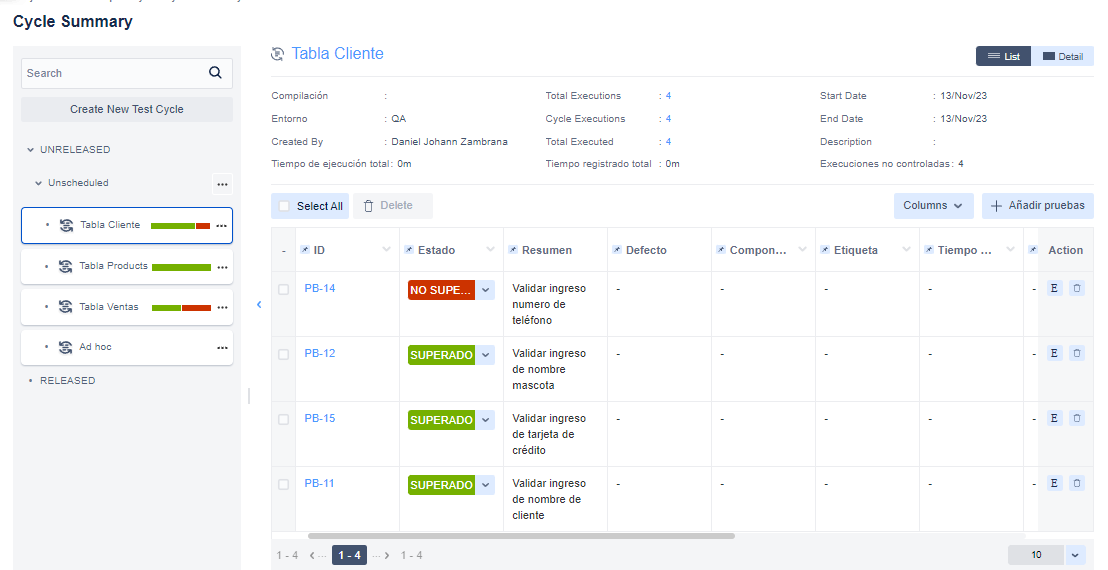 Cycle Summary
Search
Create New Test Cycle
UNRELEASED
Unscheduled
Tabla Cliente
Tabla Products
Tabla Ventas
Ad hoc
RELEASED
Tabla Cliente
List
Detail
Compilación :
Total Executions : 4
Start Date : 13/Nov/23
Entorno : QA
Cycle Executions : 4
End Date : 13/Nov/23
Created By : Daniel Johann Zambrana
Total Executed : 4
Description :
Tiempo de ejecución total : 0m
Tiempo registrado total : 0m
Execuciones no controladas : 4
Select All
Delete
Columns
Añadir pruebas
- ID Estado Resumen Defecto Compon... Etiqueta Tiempo ... Action
PB-14 NO SUPE... Validar ingreso - - - - - E
numero de
teléfono
PB-12 SUPERADO Validar ingreso - - - - - E
de nombre
mascota
PB-15 SUPERADO Validar ingreso - - - - - E
de tarjeta de
crédito
PB-11 SUPERADO Validar ingreso - - - - - E
de nombre de
cliente
1 - 4 < ... 1 - 4 ... > 1 - 4
10